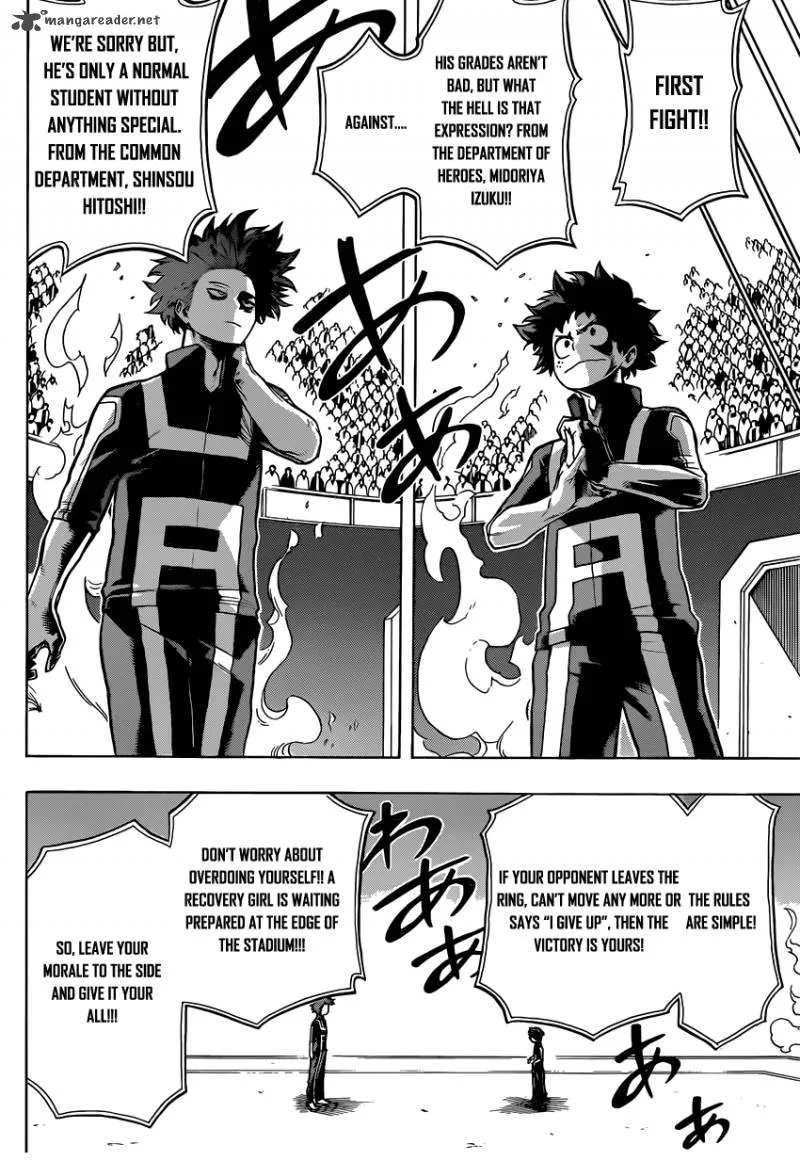 mangareader.net
FIRST
FIGHT!!
HIS GRADES AREN'T
BAD, BUT WHAT
THE HELL IS THAT
EXPRESSION? FROM
THE DEPARTMENT OF
HEROES, MIDORIYA
IZUKU!!
AGAINST....
WE'RE SORRY BUT,
HE'S ONLY A NORMAL
STUDENT WITHOUT
ANYTHING SPECIAL.
FROM THE COMMON
DEPARTMENT, SHINSOU
HITOSHI!!
あ
ああ
A
A
THE RULES
ARE SIMPLE!
IF YOUR OPPONENT LEAVES THE
RING, CAN'T MOVE ANY MORE OR
SAYS “I GIVE UP”, THEN THE
VICTORY IS YOURS!
DON'T WORRY ABOUT
OVERDOING YOURSELF!! A
RECOVERY GIRL IS WAITING
PREPARED AT THE EDGE OF
THE STADIUM!!!
SO, LEAVE YOUR
MORALE TO THE SIDE
AND GIVE IT YOUR
ALL!!!
わああ
ああ